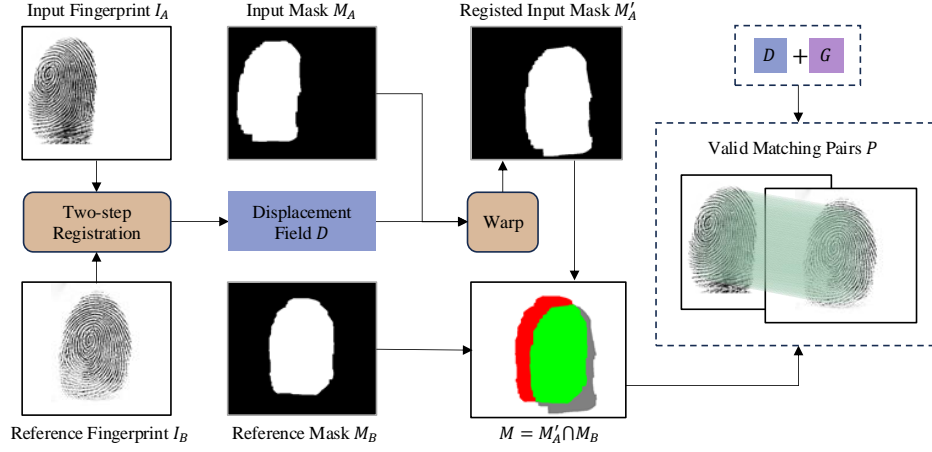 Input Fingerprint I_A
Input Mask M_A
Registed Input Mask M'_A
D + G
Valid Matching Pairs P
Two-step
Registration
Displacement
Field D
Warp
Reference Fingerprint I_B
Reference Mask M_B
M = M'_A ⋂ M_B